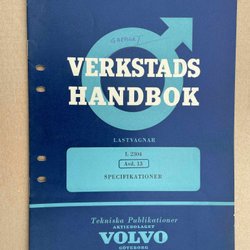 VERKSTADS
HANDBOK
LASTVAGNAR
L 2304
Avd. 13
SPECIFIKATIONER
Tekniska Publikationer
AKTIEBOLAGET
VOLVO
GÖTEBORG